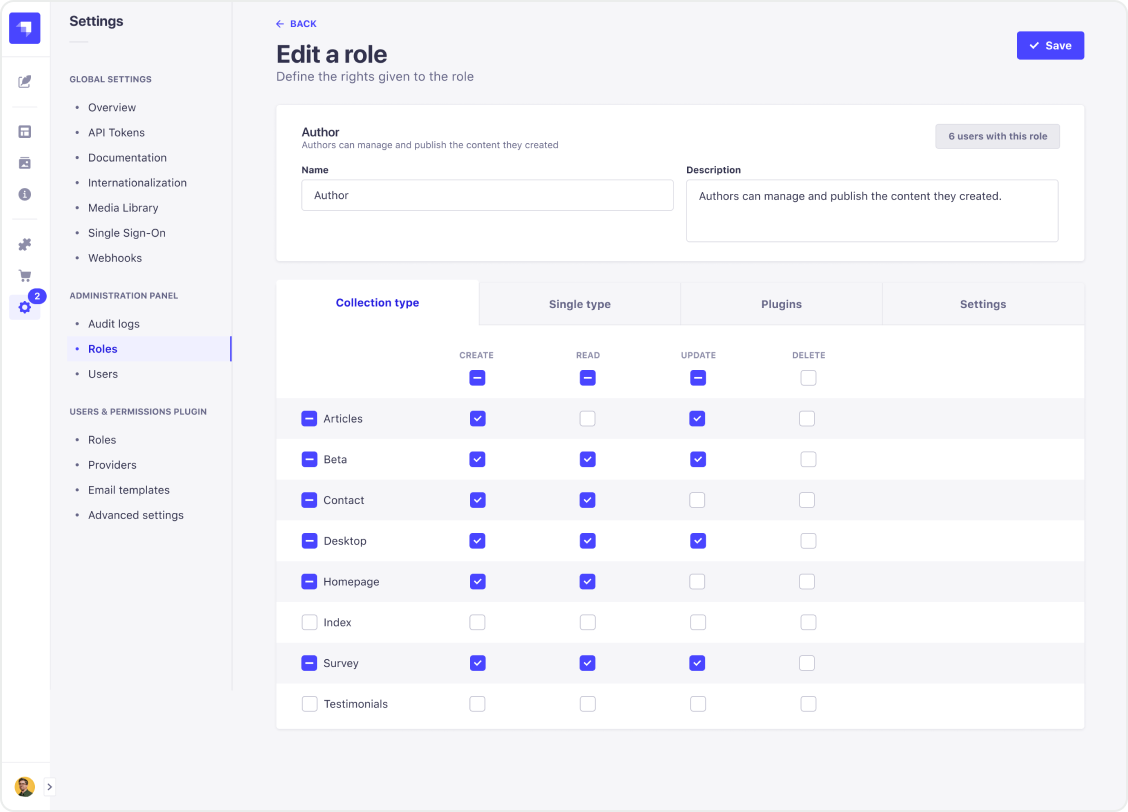 Settings
GLOBAL SETTINGS
Overview
API Tokens
Documentation
Internationalization
Media Library
Single Sign-On
Webhooks
ADMINISTRATION PANEL
Audit logs
Roles
Users
USERS & PERMISSIONS PLUGIN
Roles
Providers
Email templates
Advanced settings
2
BACK
Edit a role
Define the rights given to the role
Save
Author
Authors can manage and publish the content they created
6 users with this role
Name
Author
Description
Authors can manage and publish the content they created.
Collection type
Single type
Plugins
Settings
CREATE READ UPDATE DELETE
Articles
Beta
Contact
Desktop
Homepage
Index
Survey
Testimonials